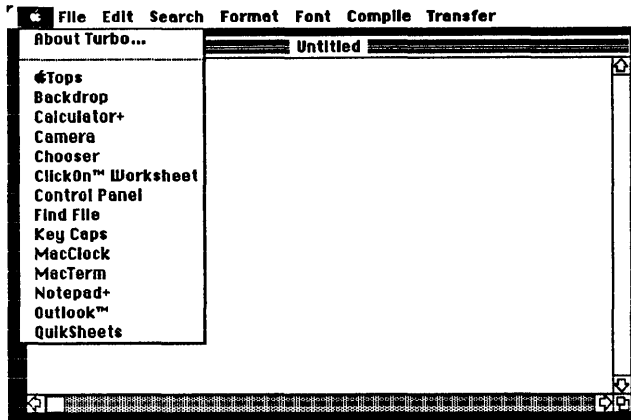 File Edit Search Format Font Compile Transfer
About Turbo...
Untitled
Tops
Backdrop
Calculator+
Camera
Chooser
ClickOn™ Worksheet
Control Panel
Find File
Key Caps
MacClock
MacTerm
Notepad+
Outlook™
QuikSheets